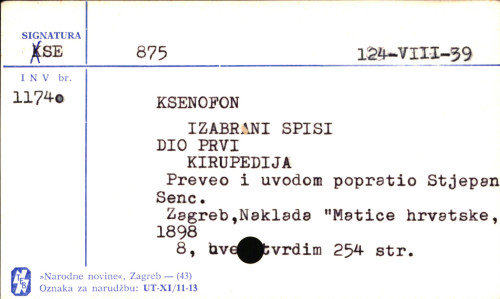 SIGNATURA
KSE 875 124-VIII-39
INV br.
1174
KSENOFON
IZABRANI SPISI
DIO PRVI
KIRUPEDIJA
Preveo i uvodom popratio Stjepan
Senc.
Zagreb,Naklada "Matice hrvatske,
1898
8, tvrdim 254 str.
»Narodne novine«, Zagreb — (43)
Oznaka za narudžbu: UT-XI/11-13